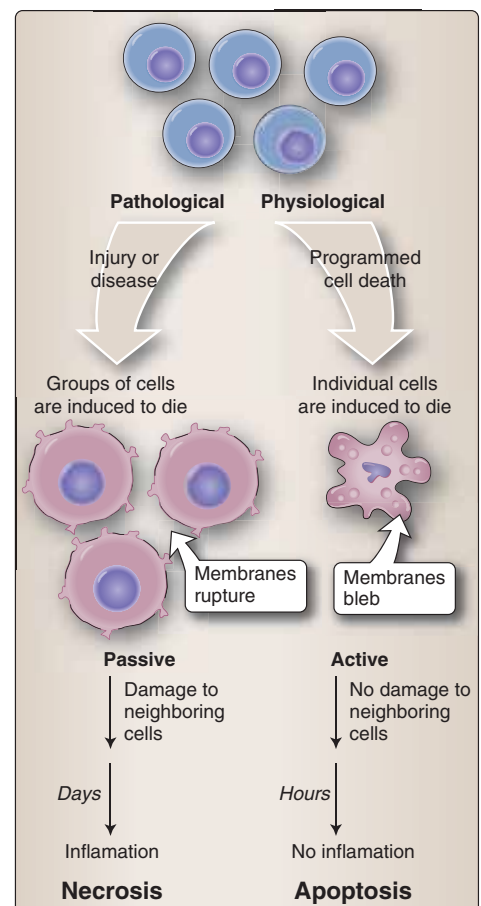 Pathological
Physiological
Injury or
disease
Programmed
cell death
Groups of cells
are induced to die
Individual cells
are induced to die
Membranes
rupture
Membranes
bleb
Passive
Active
Damage to
neighboring
cells
No damage to
neighboring
cells
Days
Hours
Inflamation
No inflamation
Necrosis
Apoptosis